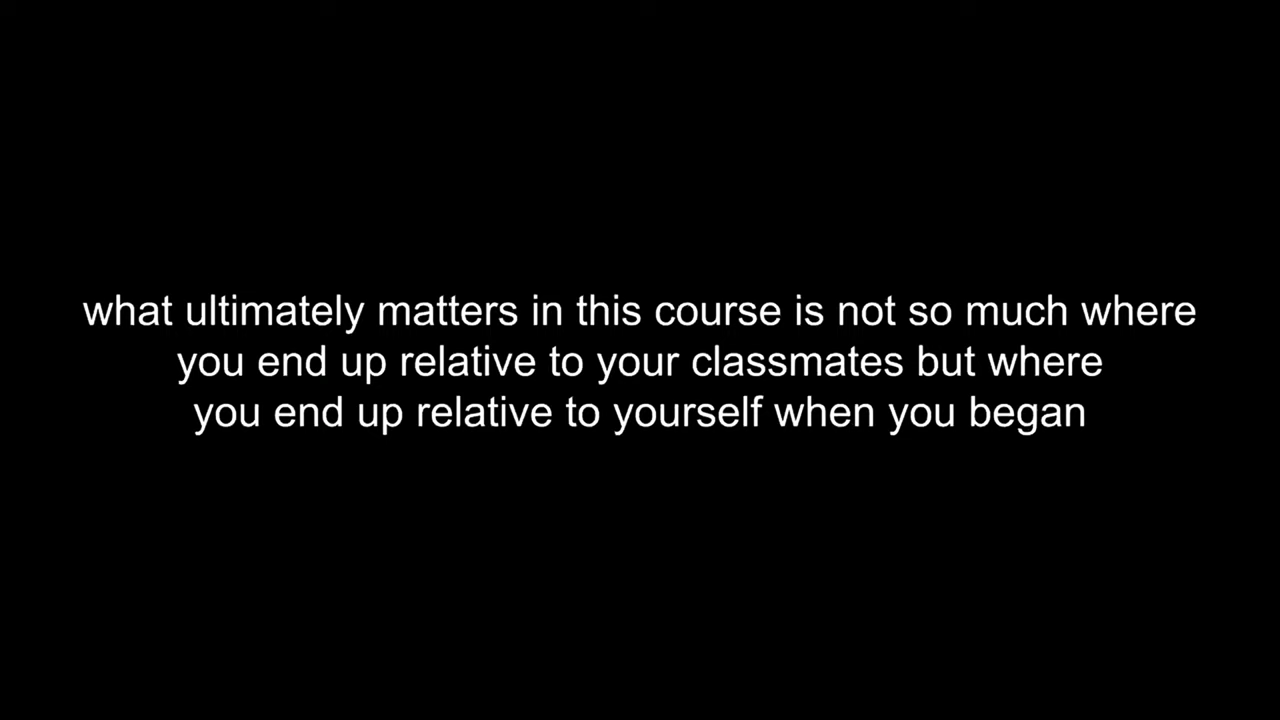 what ultimately matters in this course is not so much where
you end up relative to your classmates but where
you end up relative to yourself when you began